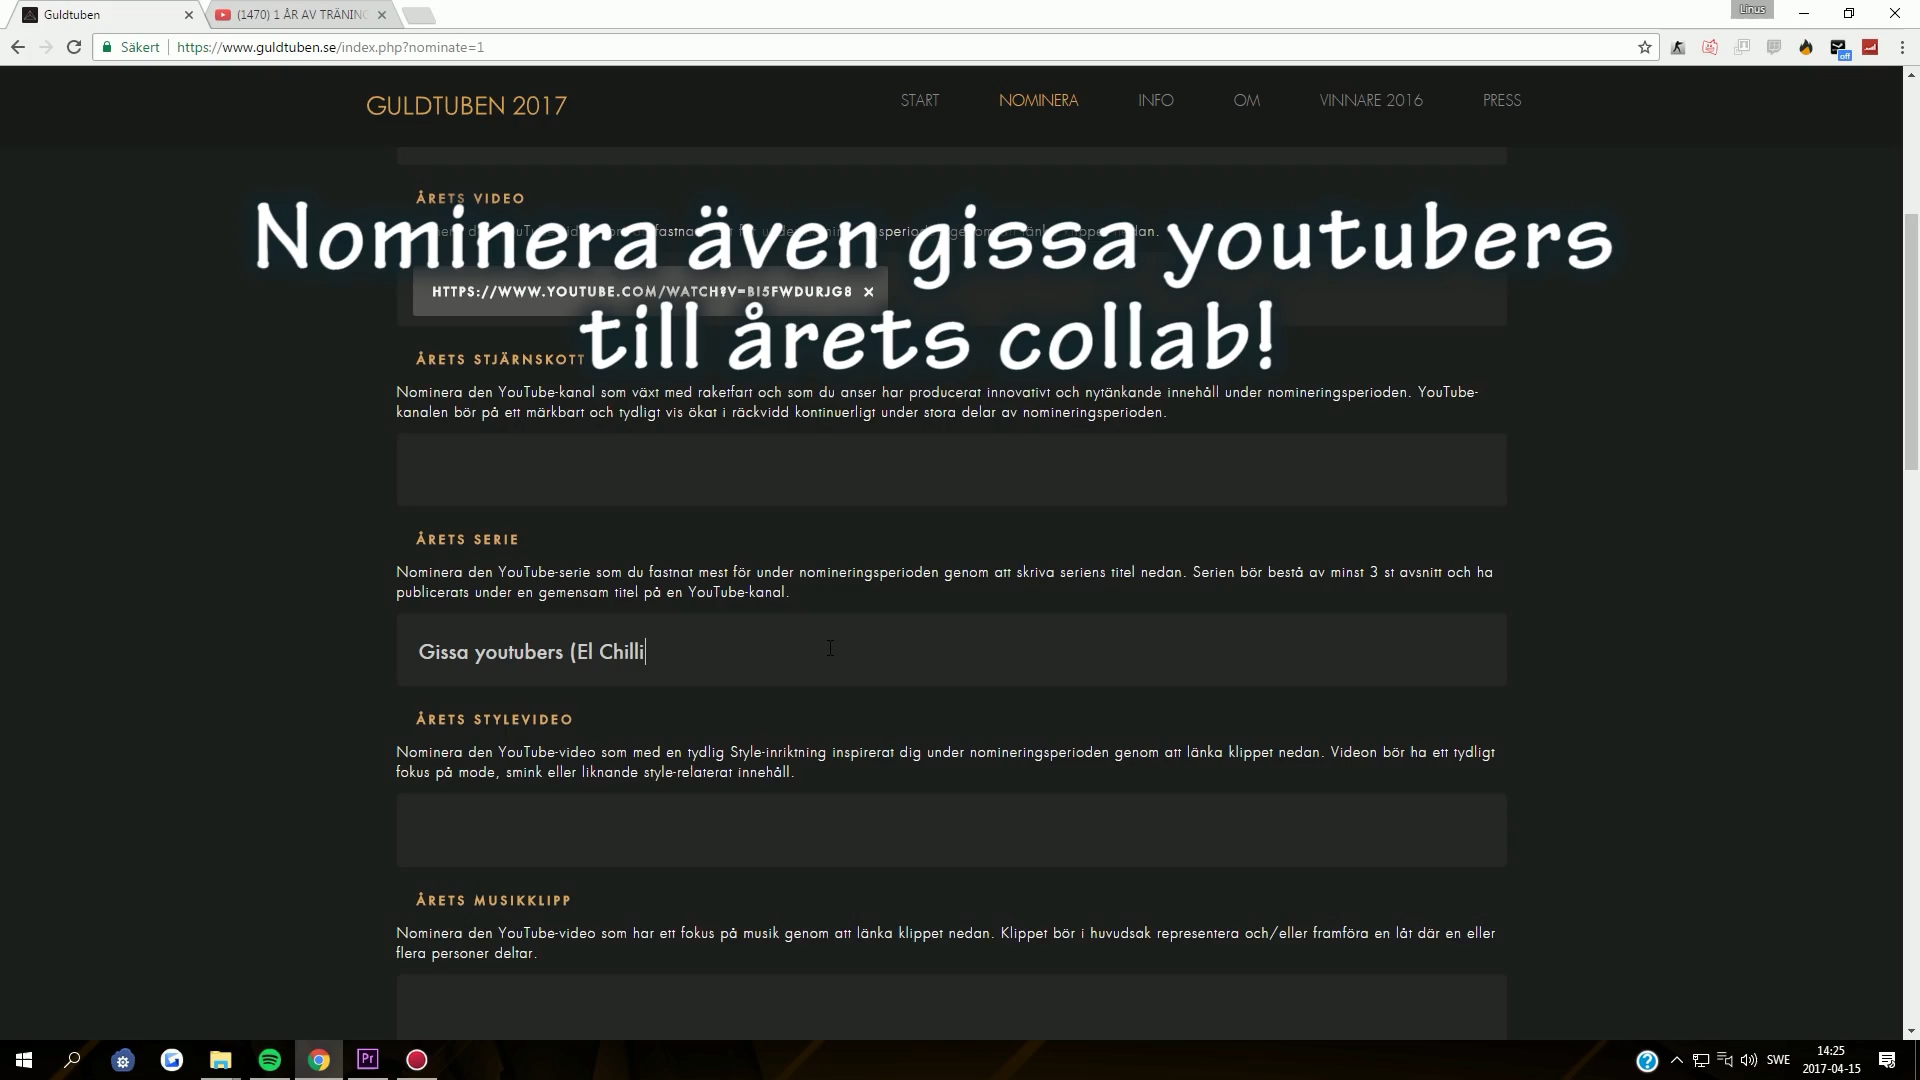 Guldtuben
(1470) 1 ÅR AV TRÄNING
Linus
Säkert
https://www.guldtuben.se/index.php?nominate=1
off
GULDTUBEN 2017
START
NOMINERA
INFO
OM
VINNARE 2016
PRESS
ÅRETS VIDEO
Nominera även gissa youtubers
till årets collab!
HTTPS://WWW.YOUTUBE.COM/WATCH?V=BI5FWDURJG8
ÅRETS STJÄRNSKOTT
Nominera den YouTube-kanal som växt med raketfart och som du anser har producerat innovativt och nytänkande innehåll under nomineringsperioden. YouTube-
kanalen bör på ett märkbart och tydligt vis ökat i räckvidd kontinuerligt under stora delar av nomineringsperioden.
ÅRETS SERIE
Nominera den YouTube-serie som du fastnat mest för under nomineringsperioden genom att skriva seriens titel nedan. Serien bör bestå av minst 3 st avsnitt och ha
publicerats under en gemensam titel på en YouTube-kanal.
Gissa youtubers (El Chilli
ÅRETS STYLEVIDEO
Nominera den YouTube-video som med en tydlig Style-inriktning inspirerat dig under nomineringsperioden genom att länka klippet nedan. Videon bör ha ett tydligt
fokus på mode, smink eller liknande style-relaterat innehåll.
ÅRETS MUSIKKLIPP
Nominera den YouTube-video som har ett fokus på musik genom att länka klippet nedan. Klippet bör i huvudsak representera och/eller framföra en låt där en eller
flera personer deltar.
Pr
SWE
14:25
2017-04-15